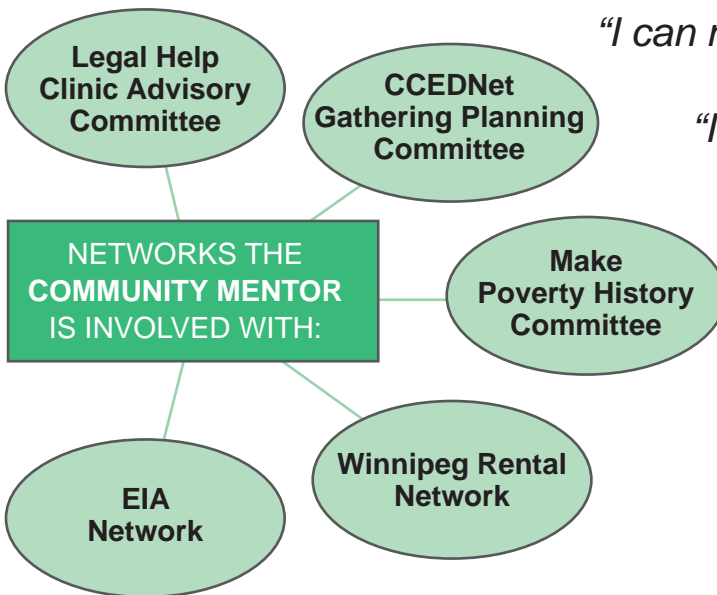 Legal Help
Clinic Advisory
Committee
“I can
CCEDNet
Gathering Planning
Committee
“I
NETWORKS THE
COMMUNITY MENTOR
IS INVOLVED WITH:
Make
Poverty History
Committee
Winnipeg Rental
Network
EIA
Network